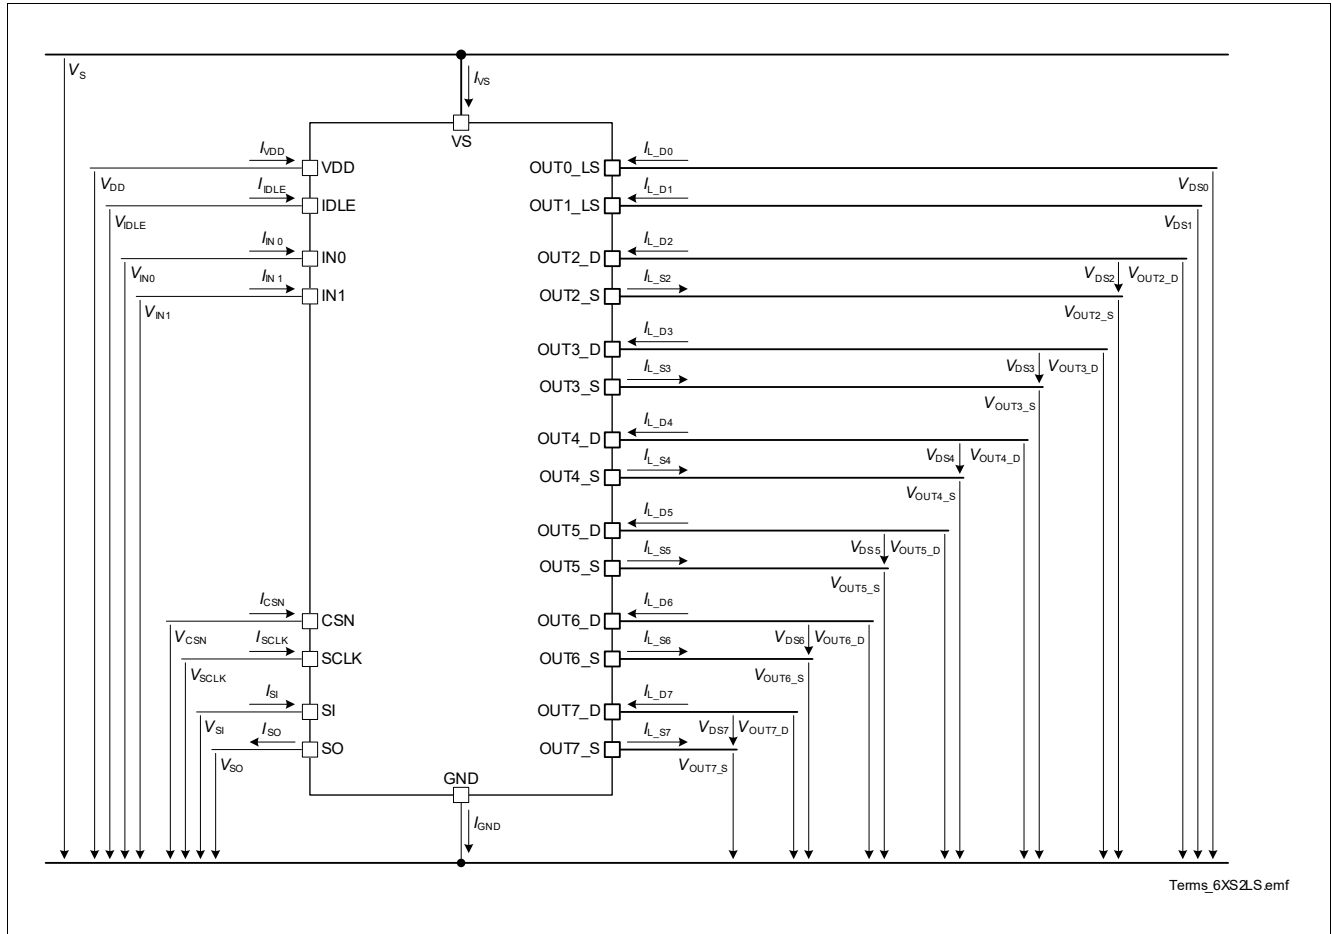 VS
IVS
VS
IVDD
VDD
OUT0_LS
IL_D0
VDD
IIDLE
IDLE
OUT1_LS
IL_D1
VDS0
VIDLE
VDS1
IIN0
IN0
OUT2_D
IL_D2
VIN0
IIN1
IN1
OUT2_S
IL_S2
VDS2
VOUT2_D
VIN1
VOUT2_S
OUT3_D
IL_D3
OUT3_S
IL_S3
VDS3
VOUT3_D
VOUT3_S
OUT4_D
IL_D4
OUT4_S
IL_S4
VDS4
VOUT4_D
VOUT4_S
OUT5_D
IL_D5
OUT5_S
IL_S5
VDS5
VOUT5_D
VOUT5_S
ICSN
CSN
OUT6_D
IL_D6
VCSN
ISCLK
SCLK
OUT6_S
IL_S6
VDS6
VOUT6_D
VSCLK
VOUT6_S
ISI
SI
OUT7_D
IL_D7
VSI
ISO
SO
OUT7_S
IL_S7
VDS7
VOUT7_D
VSO
VOUT7_S
GND
IGND
Terms_6XS2LS.emf